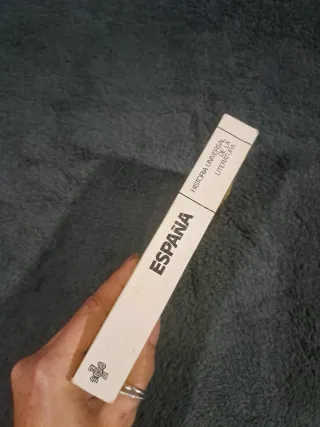 HISTORIA UNIVERSAL
DE LA
LITERATURA
ESPAÑA